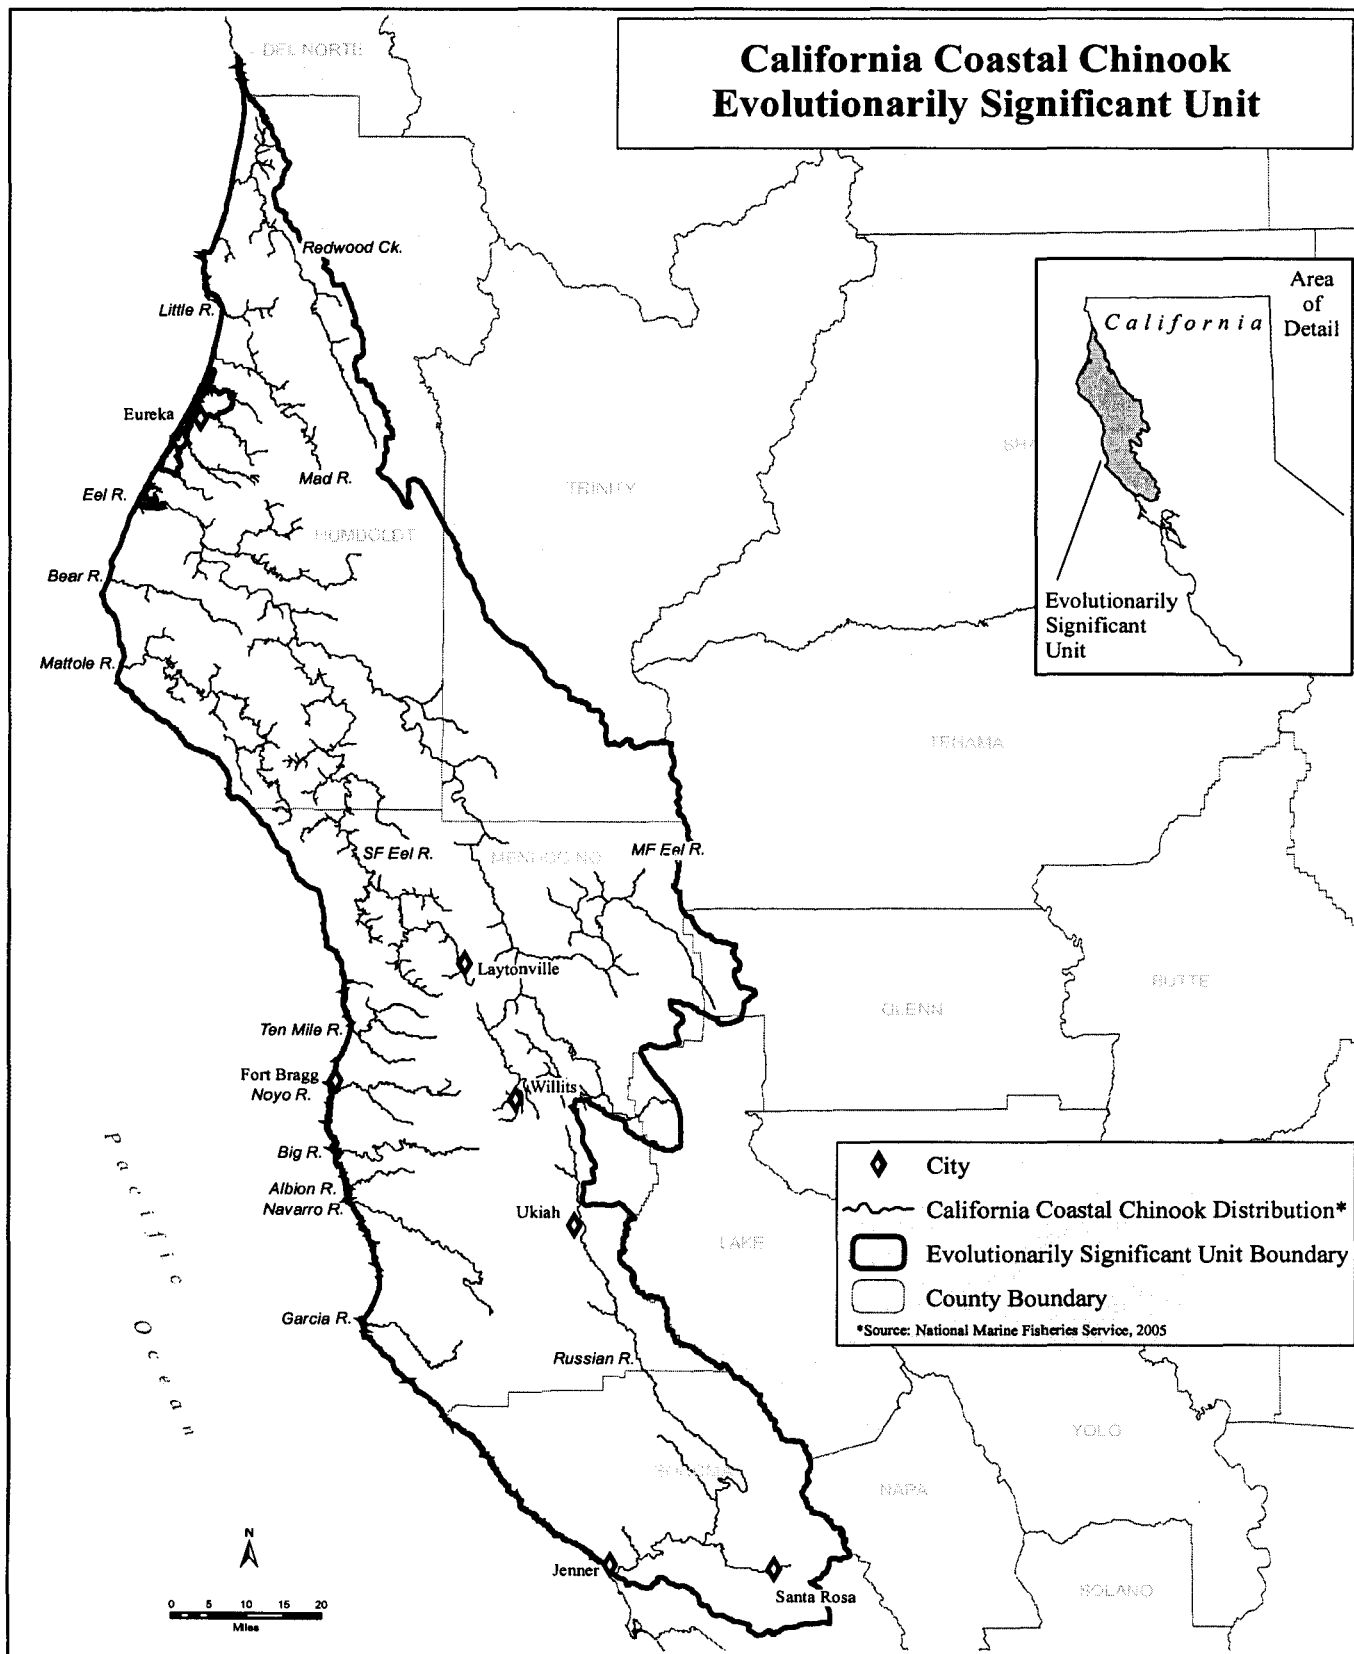 California Coastal Chinook
Evolutionarily Significant Unit
DEL NORTE
Redwood Ck.
Area
of
Detail
California
Little R.
Eureka
Mad R.
Eel R.
TRINITY
HUMBOLDT
Bear R.
Evolutionarily
Significant
Unit
Mattole R.
TEHAMA
SF Eel R.
MENDOCINO
MF Eel R.
Laytonville
BUTTE
GLENN
Ten Mile R.
Fort Bragg
Noyo R.
Willits
Big R.
Albion R.
Navarro R.
Ukiah
LAKE
Pacific Ocean
City
California Coastal Chinook Distribution*
Evolutionarily Significant Unit Boundary
County Boundary
*Source: National Marine Fisheries Service, 2005
Garcia R.
Russian R.
YOLO
SONOMA
NAPA
N
Jenner
Santa Rosa
SOLANO
0 5 10 15 20
Miles